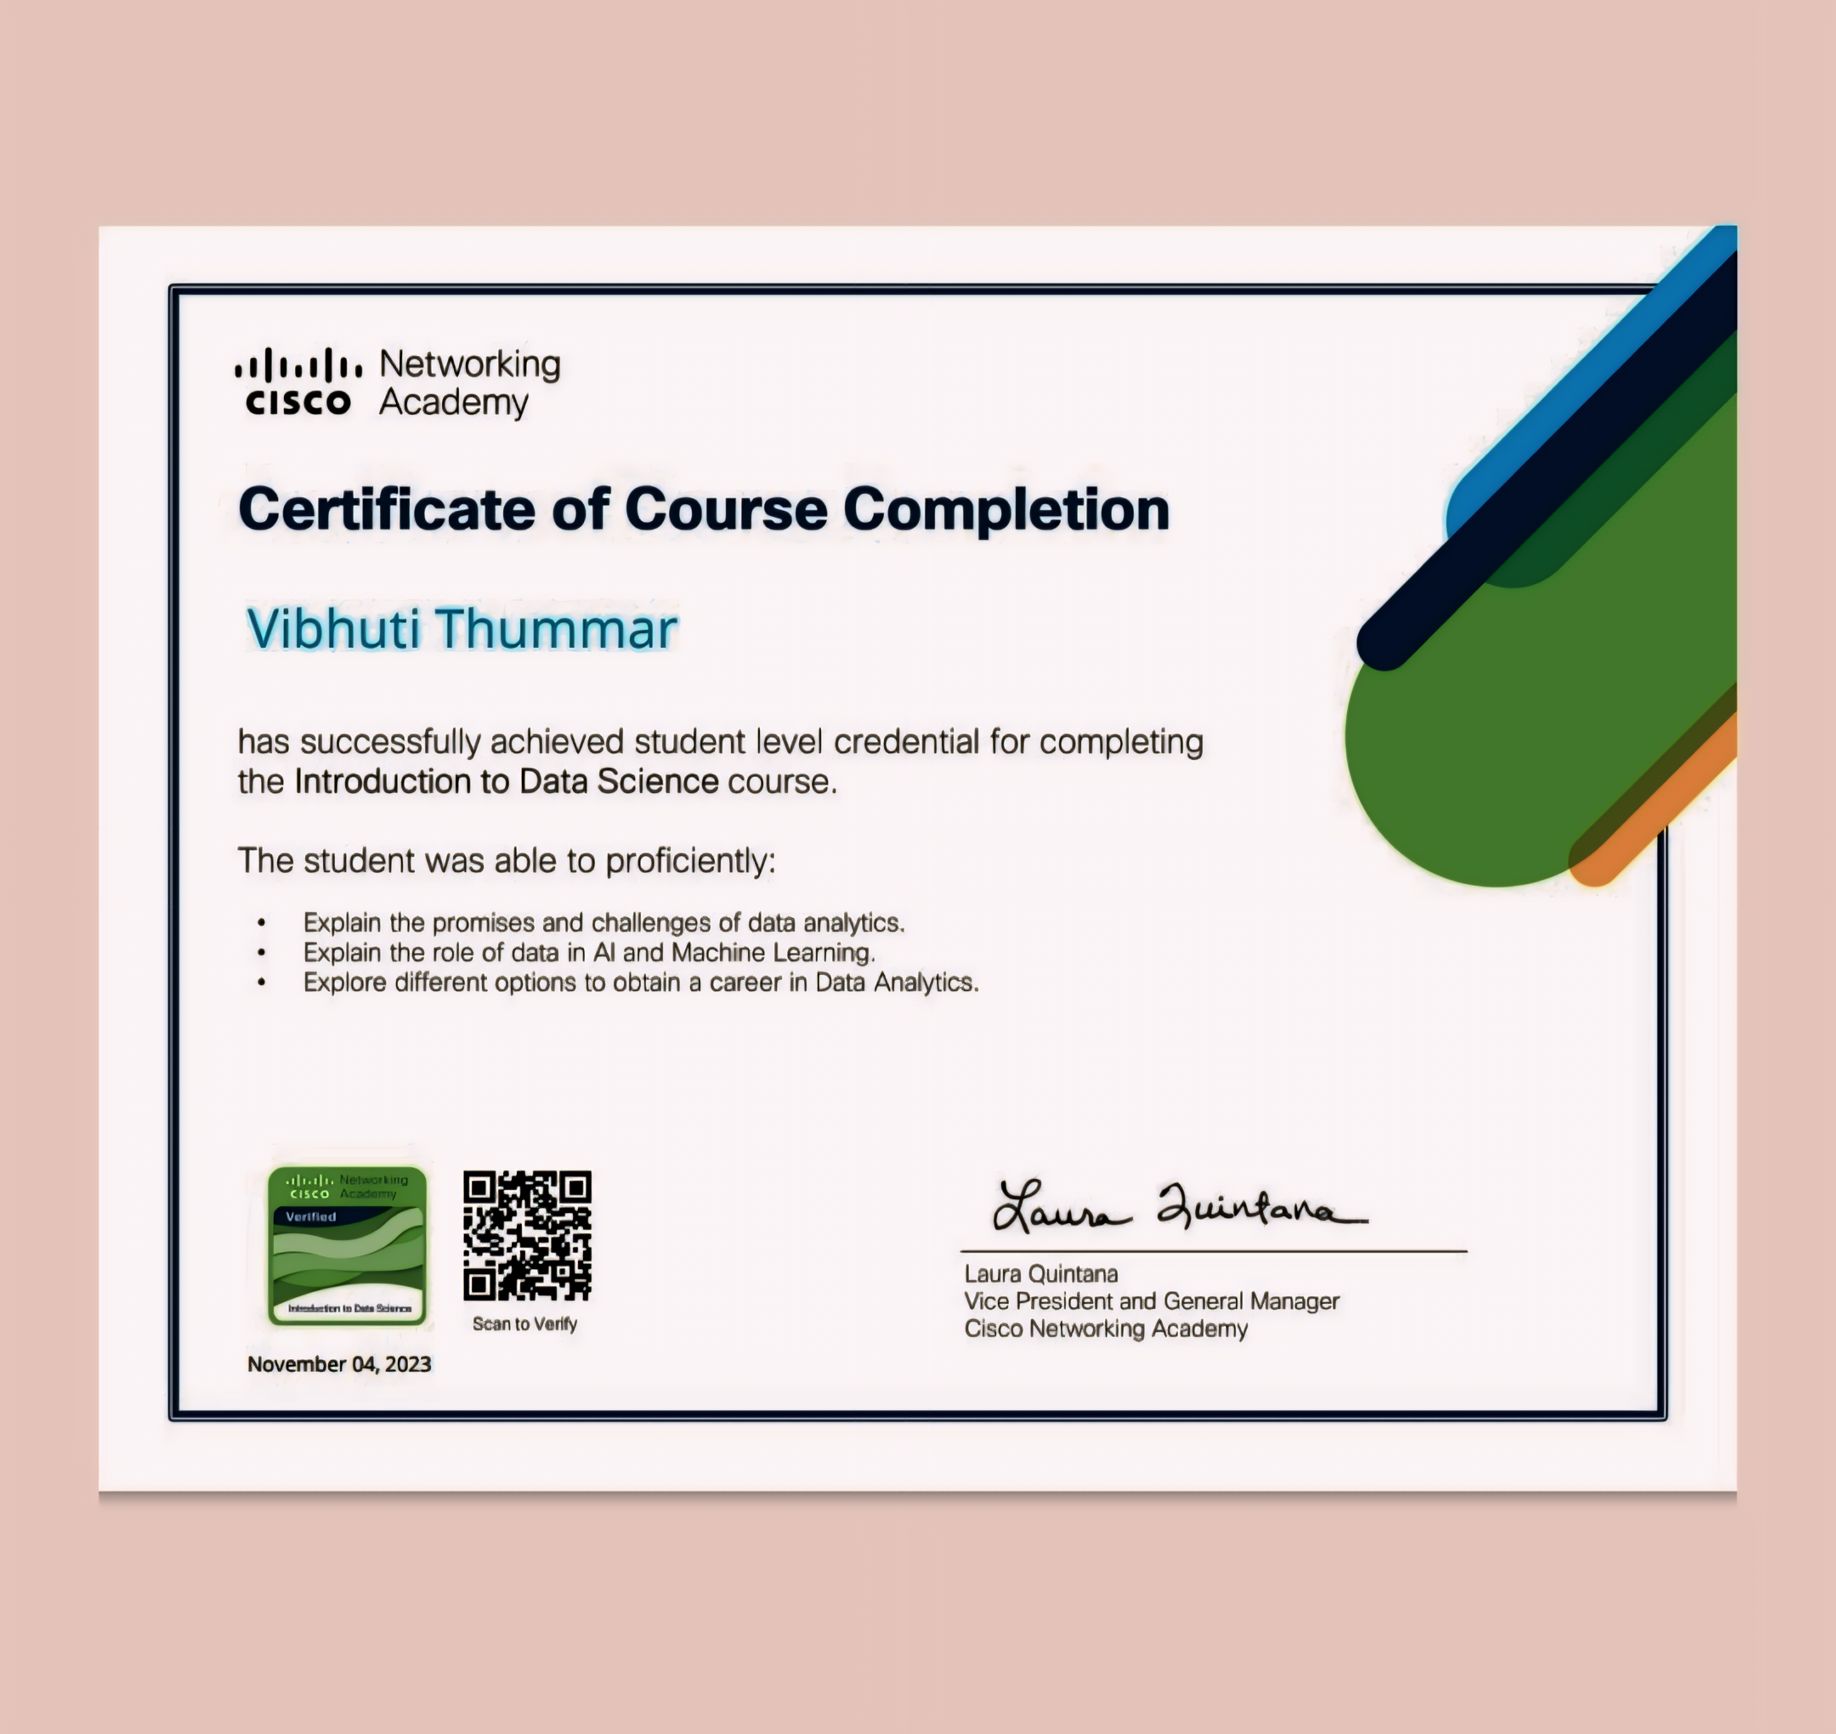 Networking
CISCO Academy
Certificate of Course Completion
Vibhuti Thummar
has successfully achieved student level credential for completing
the Introduction to Data Science course.
The student was able to proficiently:
• Explain the promises and challenges of data analytics.
• Explain the role of data in AI and Machine Learning.
• Explore different options to obtain a career in Data Analytics.
Networking
CISCO Academy
Verified
Introduction to Data Science
Scan to Verify
November 04, 2023
Laura Quintana
Laura Quintana
Vice President and General Manager
Cisco Networking Academy